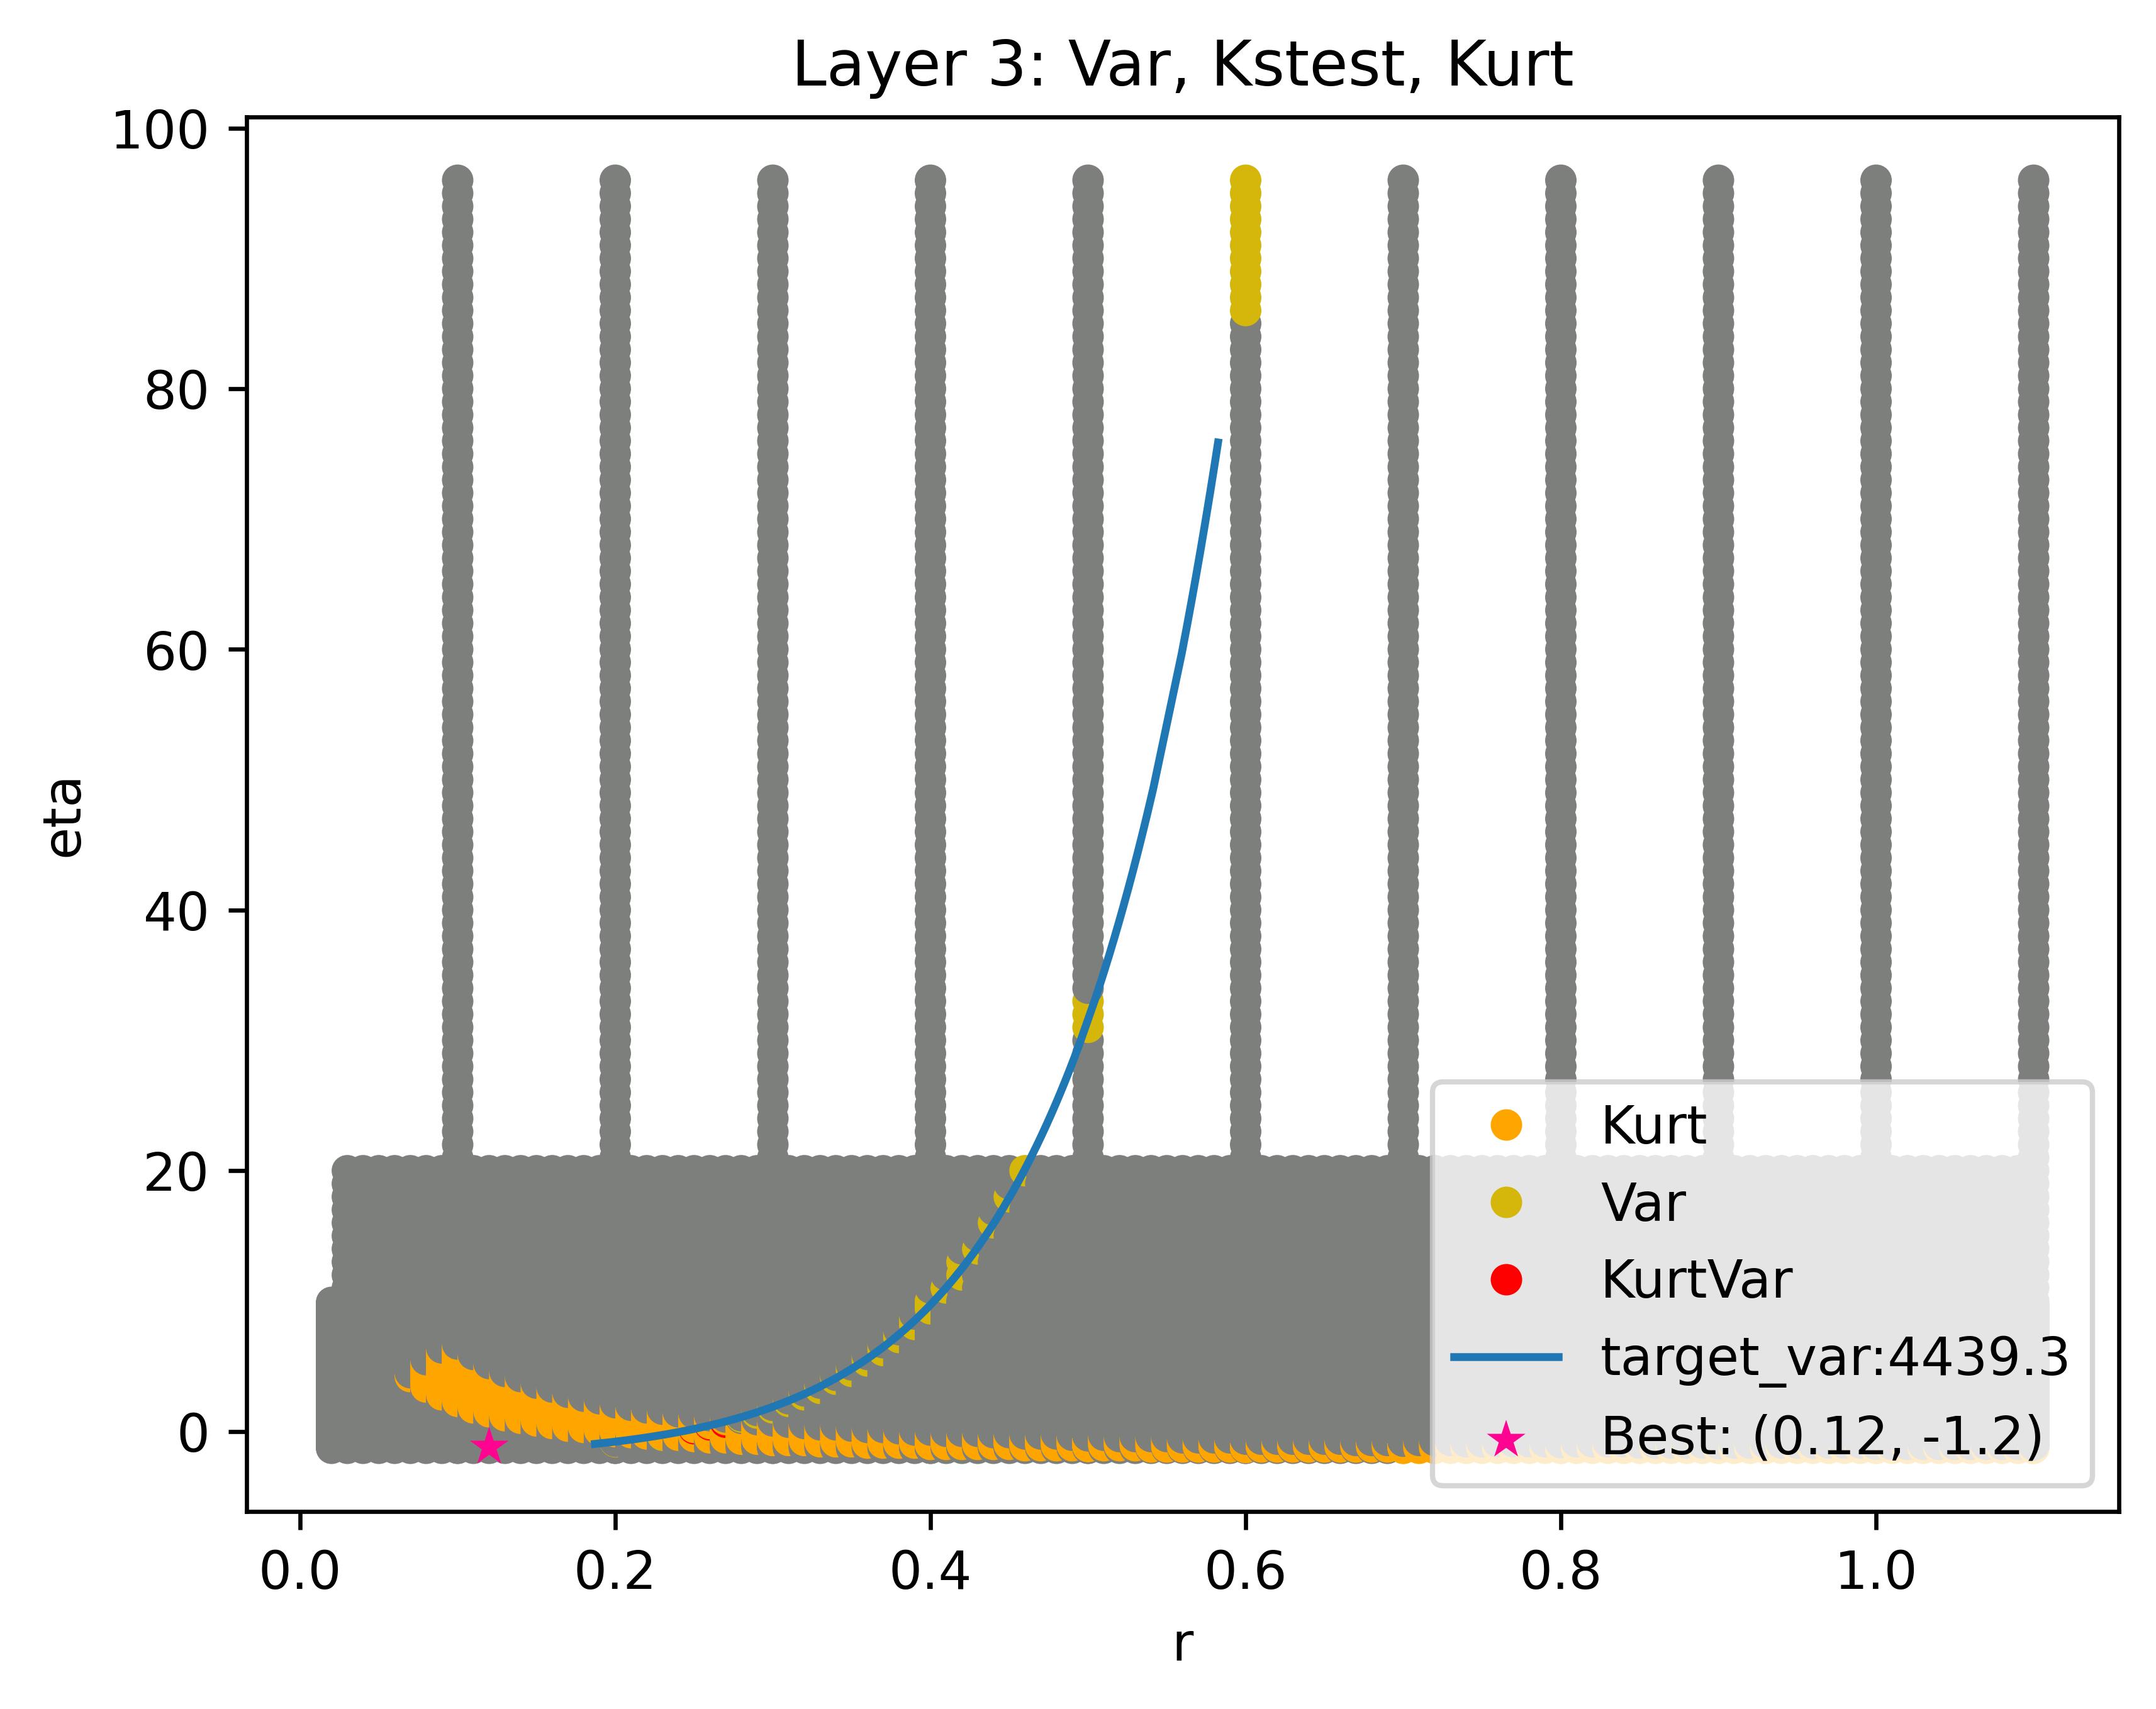 Layer 3: Var, Kstest, Kurt
100
80
60
40
20
0
eta
Kurt
Var
KurtVar
target_var:4439.3
Best: (0.12, -1.2)
0.0 0.2 0.4 0.6 0.8 1.0
r